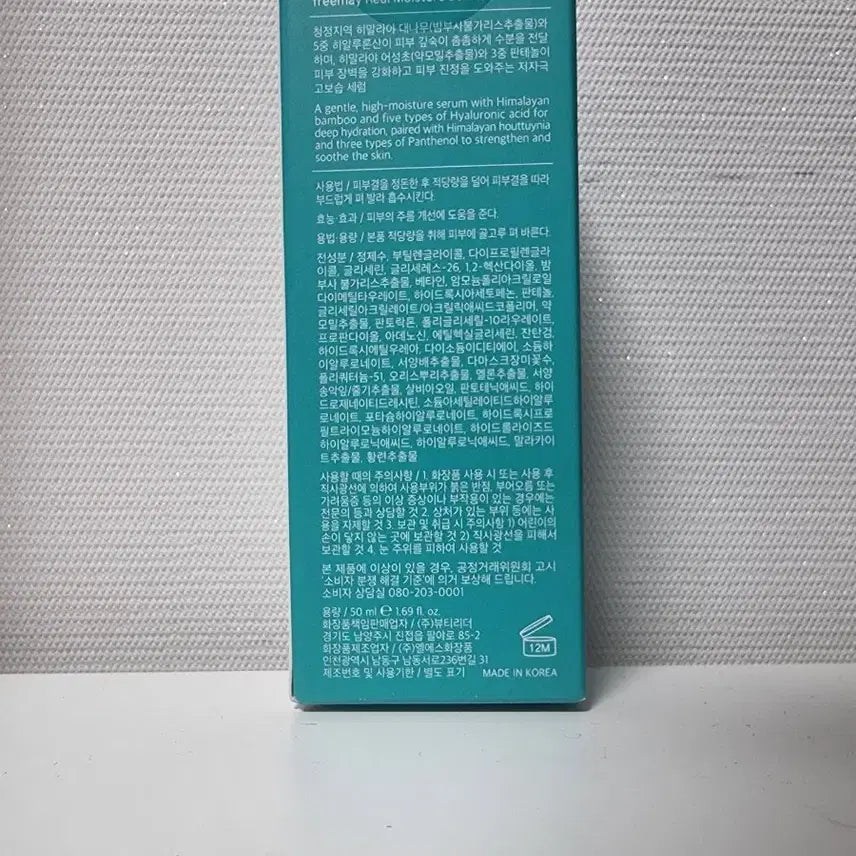 freemay Real Moisture
청정지역 히말라야 대나무(밤부사불가리스추출물)와
5중 히알루론산이 피부 깊숙이 촘촘하게 수분을 전달
하며, 히말라야 어성초(약모밀추출물)와 3중 판테놀이
피부 장벽을 강화하고 피부 진정을 도와주는 저자극
고보습 세럼
A gentle, high-moisture serum with Himalayan
bamboo and five types of Hyaluronic acid for
deep hydration, paired with Himalayan houttuynia
and three types of Panthenol to strengthen and
soothe the skin.
사용법 / 피부결을 정돈한 후 적당량을 덜어 피부결을 따라
부드럽게 펴 발라 흡수시킨다.
효능·효과 / 피부의 주름 개선에 도움을 준다.
용법·용량 / 본품 적당량을 취해 피부에 골고루 펴 바른다.
전성분 / 정제수, 부틸렌글라이콜, 다이프로필렌글라
이콜, 글리세린, 글리세레스-26, 1,2-헥산다이올, 밤
부사 불가리스추출물, 베타인, 암모늄폴리아크릴로일
다이메틸타우레이트, 하이드록시아세토페논, 판테놀,
글리세릴아크릴레이트/아크릴릭애씨드코폴리머, 약
모밀추출물, 판토락톤, 폴리글리세릴-10라우레이트,
프로판다이올, 아데노신, 에틸헥실글리세린, 잔탄검,
하이드록시에틸우레아, 다이소듐이디티에이, 소듐하
이알루로네이트, 서양배추출물, 다마스크장미꽃수,
폴리쿼터늄-51, 오리스뿌리추출물, 멜론추출물, 서양
송악잎/줄기추출물, 살비아오일, 판토테닉애씨드, 하이
드로제네이티드레시틴, 소듐아세틸레이티드하이알루
로네이트, 포타슘하이알루로네이트, 하이드록시프로
필트라이모늄하이알루로네이트, 하이드롤라이즈드
하이알루로닉애씨드, 하이알루로닉애씨드, 말라카이
트추출물, 황련추출물
사용할 때의 주의사항 / 1. 화장품 사용 시 또는 사용 후
직사광선에 의하여 사용부위가 붉은 반점, 부어오름 또는
가려움증 등의 이상 증상이나 부작용이 있는 경우에는
전문의 등과 상담할 것 2. 상처가 있는 부위 등에는 사
용을 자제할 것 3. 보관 및 취급 시 주의사항 1) 어린이의
손이 닿지 않는 곳에 보관할 것 2) 직사광선을 피해서
보관할 것 4. 눈 주위를 피하여 사용할 것
본 제품에 이상이 있을 경우, 공정거래위원회 고시
'소비자 분쟁 해결 기준'에 의거 보상해 드립니다.
소비자 상담실 080-203-0001
용량 / 50 ml ℮ 1.69 fl. oz.
화장품책임판매업자 / (주)뷰티리더
경기도 남양주시 진접읍 팔야로 85-2
화장품제조업자 / (주)엘에스화장품
인천광역시 남동구 남동서로236번길 31
제조번호 및 사용기한 / 별도 표기
12M
MADE IN KOREA